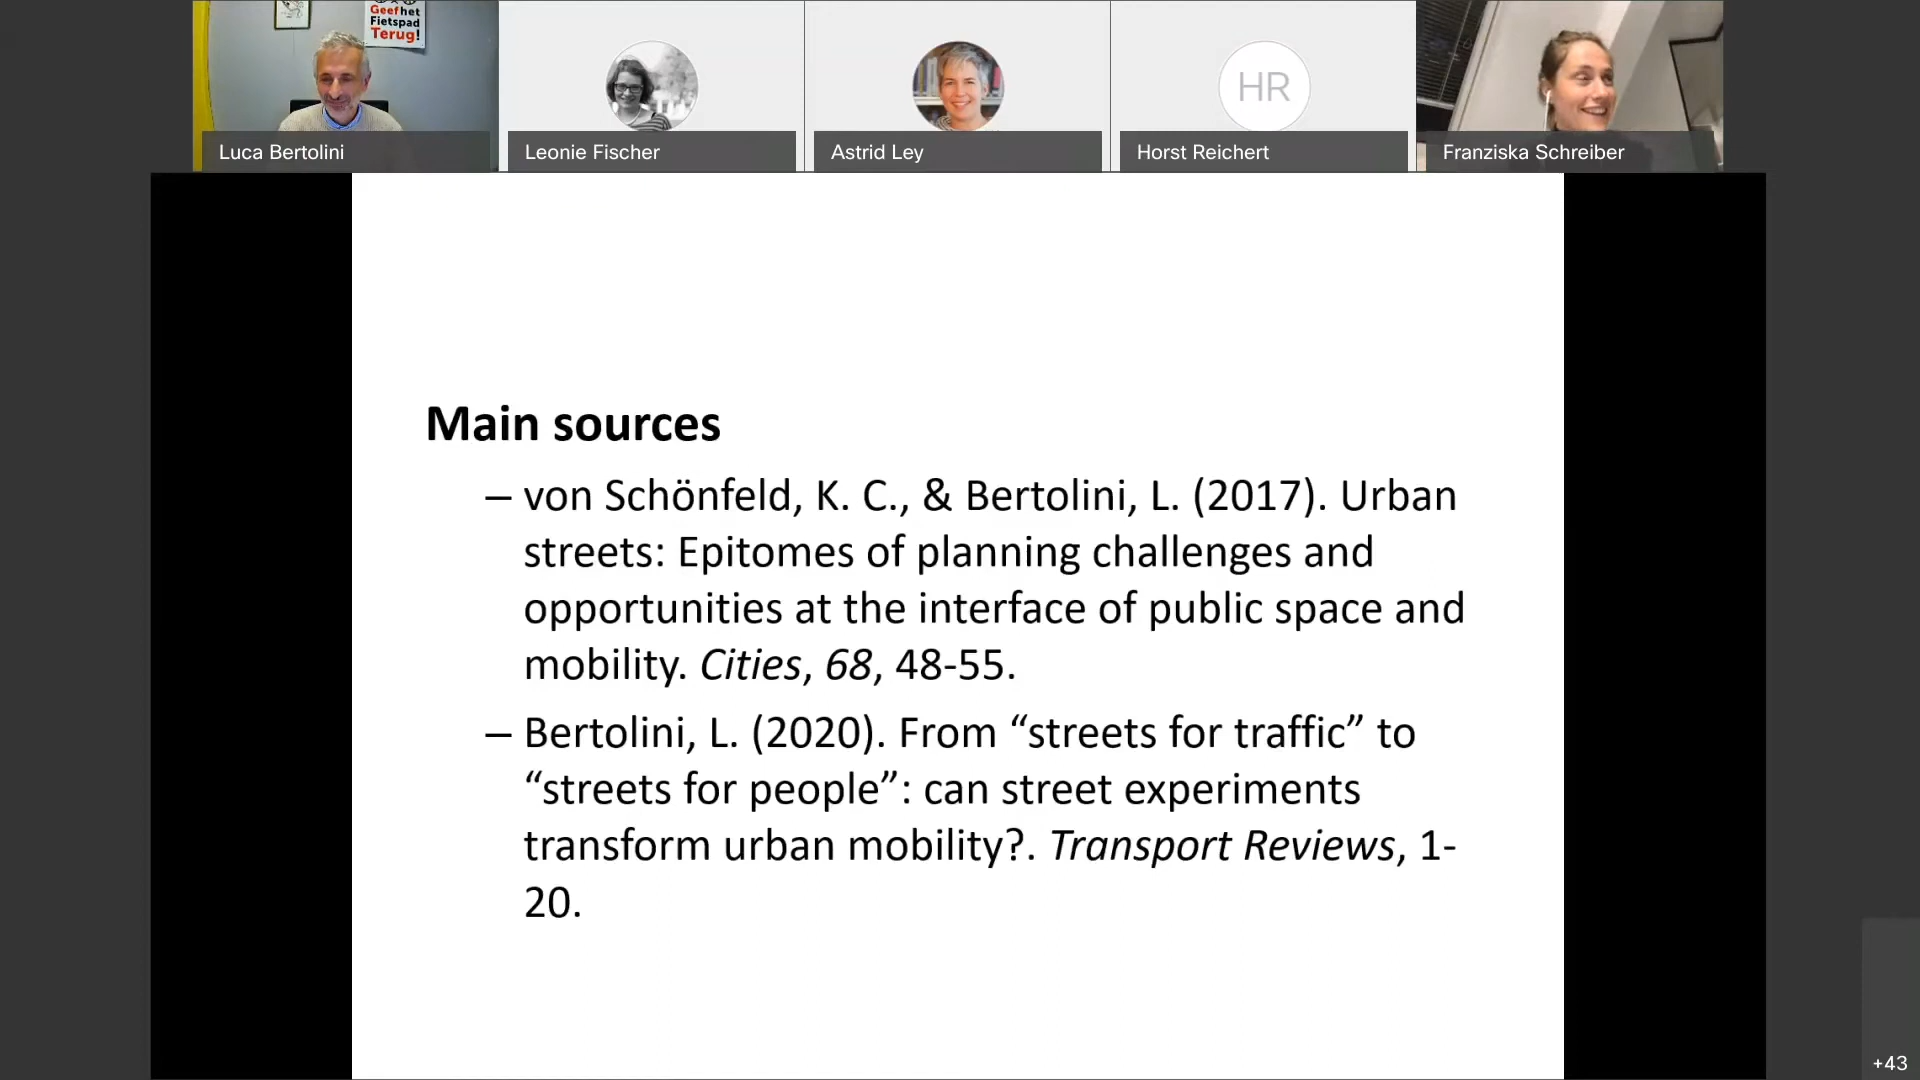 Geef het
Fietspad
Terug!
Luca Bertolini
Leonie Fischer
Astrid Ley
HR
Horst Reichert
Franziska Schreiber
Main sources
– von Schönfeld, K. C., & Bertolini, L. (2017). Urban
streets: Epitomes of planning challenges and
opportunities at the interface of public space and
mobility. Cities, 68, 48-55.
– Bertolini, L. (2020). From “streets for traffic” to
“streets for people”: can street experiments
transform urban mobility?. Transport Reviews, 1-
20.
+43